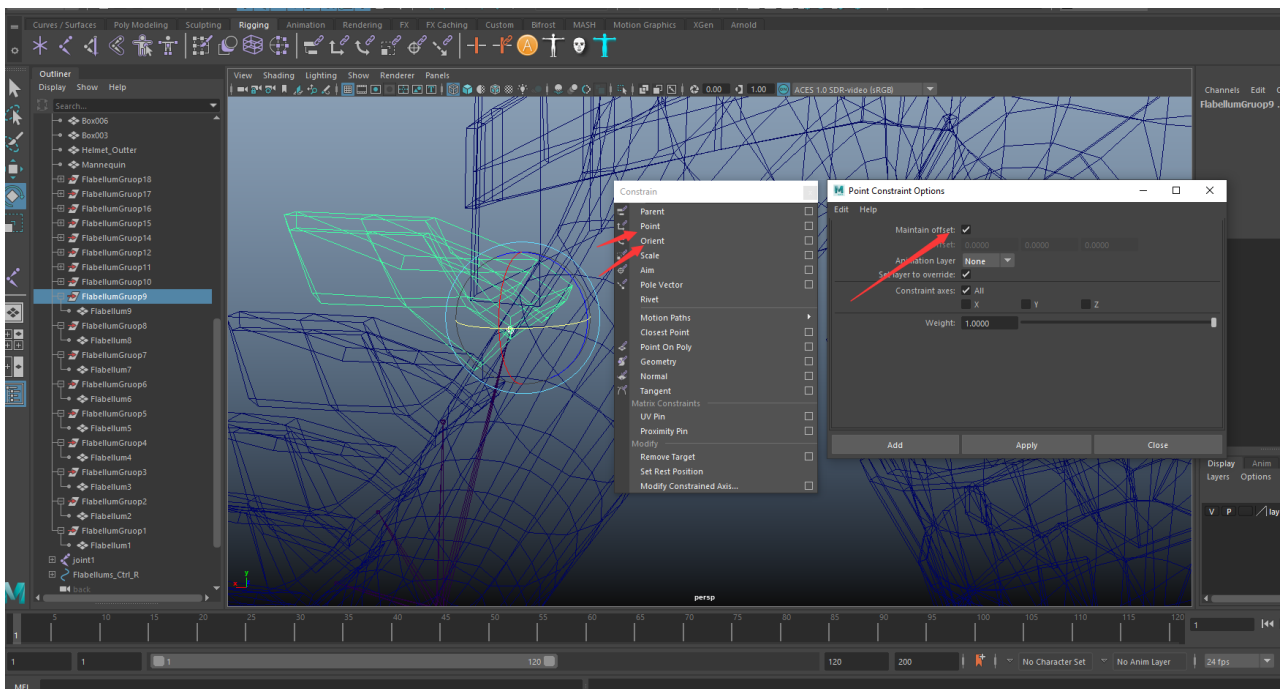 Curves / Surfaces Poly Modeling Sculpting Rigging Animation Rendering FX FX Caching Custom Bifrost MASH Motion Graphics XGen Arnold
Outliner
Display Show Help
Search...
Box006
Box003
Helmet_Outter
Mannequin
FlabellumGruop18
FlabellumGruop17
FlabellumGruop16
FlabellumGruop15
FlabellumGruop14
FlabellumGruop12
FlabellumGruop11
FlabellumGruop10
FlabellumGruop9
Flabellum9
FlabellumGruop8
Flabellum8
FlabellumGruop7
Flabellum7
FlabellumGruop6
Flabellum6
FlabellumGruop5
Flabellum5
FlabellumGruop4
Flabellum4
FlabellumGruop3
Flabellum3
FlabellumGruop2
Flabellum2
FlabellumGruop1
Flabellum1
joint1
Flabellums_Ctrl_R
back
View Shading Lighting Show Renderer Panels
0.00 1.00 ACES 1.0 SDR-video (sRGB)
y
x
persp
Constrain
Parent
Point
Orient
Scale
Aim
Pole Vector
Rivet
Motion Paths
Closest Point
Point On Poly
Geometry
Normal
Tangent
Matrix Constraints
UV Pin
Proximity Pin
Modify
Remove Target
Set Rest Position
Modify Constrained Axis...
Point Constraint Options
Edit Help
Maintain offset:
Offset: 0.0000 0.0000 0.0000
Animation Layer None
Set layer to override:
Constraint axes: All
X Y Z
Weight: 1.0000
Add Apply Close
Channels Edit
FlabellumGruop9
Display Anim
Layers Options
V P lay
5 10 15 20 25 30 35 40 45 50 55 60 65 70 75 80 85 90 95 100 105 110 115 120
1 1
1 1 1 120 120 200 No Character Set No Anim Layer 24 fps
MEL